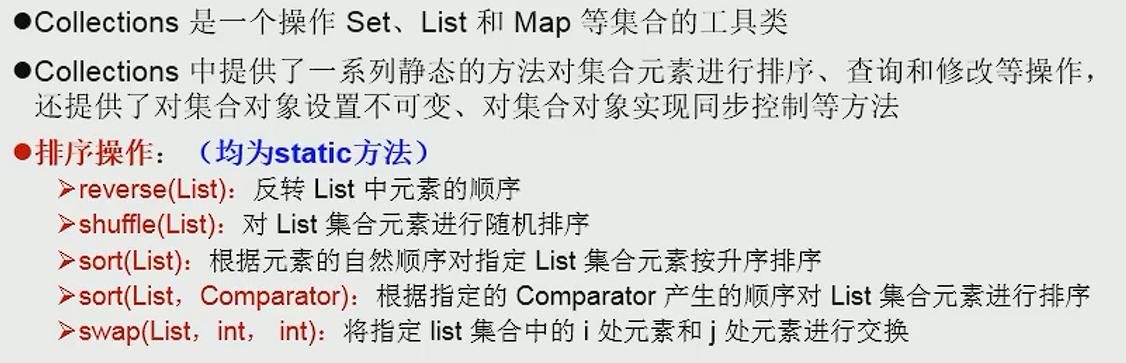 ●Collections 是一个操作 Set、List 和 Map 等集合的工具类
●Collections 中提供了一系列静态的方法对集合元素进行排序、查询和修改等操作，
还提供了对集合对象设置不可变、对集合对象实现同步控制等方法
●排序操作：（均为static方法）
➢reverse(List)：反转 List 中元素的顺序
➢shuffle(List)：对 List 集合元素进行随机排序
➢sort(List)：根据元素的自然顺序对指定 List 集合元素按升序排序
➢sort(List，Comparator)：根据指定的 Comparator 产生的顺序对 List 集合元素进行排序
➢swap(List，int， int)：将指定 list 集合中的 i 处元素和 j 处元素进行交换